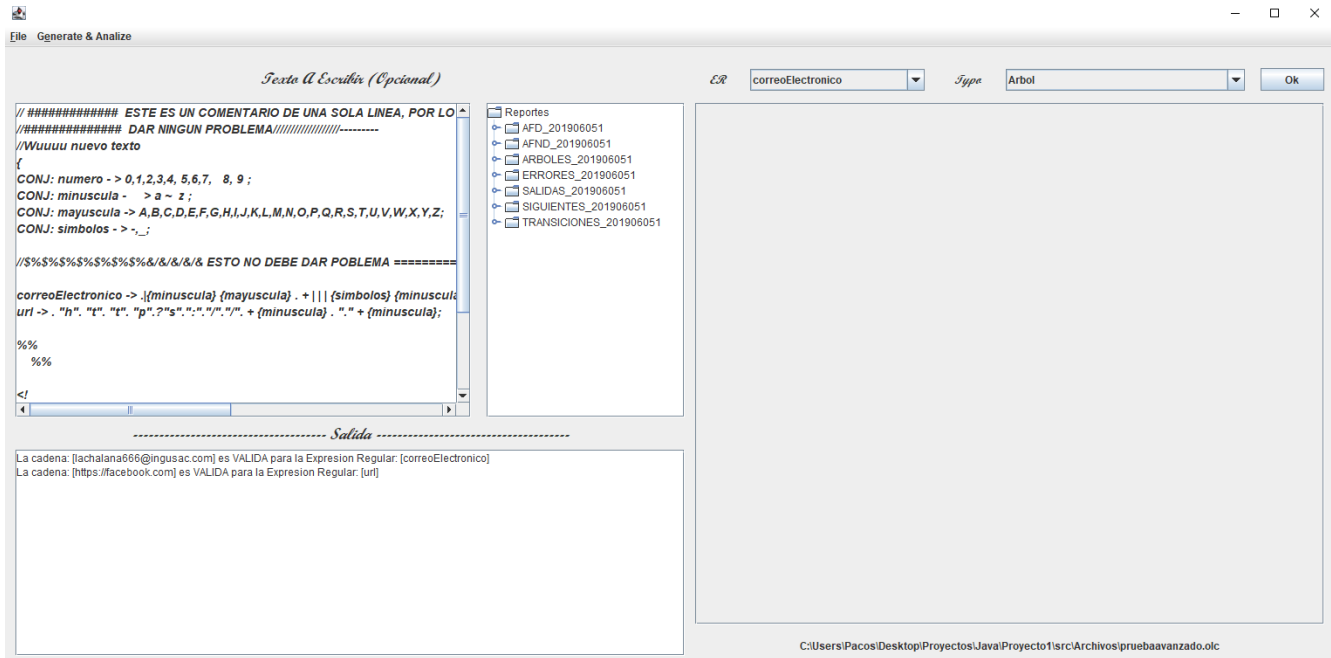 File Generate & Analize
Texto A Escribir (Opcional)
ER correoElectronico Type Arbol Ok
// ############# ESTE ES UN COMENTARIO DE UNA SOLA LINEA, POR LO
//############## DAR NINGUN PROBLEMA///////////////////---------
//Wuuuu nuevo texto
{
CONJ: numero - > 0,1,2,3,4, 5,6,7, 8, 9 ;
CONJ: minuscula - > a ~ z ;
CONJ: mayuscula -> A,B,C,D,E,F,G,H,I,J,K,L,M,N,O,P,Q,R,S,T,U,V,W,X,Y,Z;
CONJ: simbolos - > -,_;
//$%$%$%$%$%$%$%&/&/&/&/& ESTO NO DEBE DAR POBLEMA =========
correoElectronico -> .|{minuscula} {mayuscula} . + | | | {simbolos} {minuscula
url -> . "h". "t". "t". "p".?"s".":"."/"."/". + {minuscula} . "." + {minuscula};
%%
%%
<!
Reportes
AFD_201906051
AFND_201906051
ARBOLES_201906051
ERRORES_201906051
SALIDAS_201906051
SIGUIENTES_201906051
TRANSICIONES_201906051
------------------------------------- Salida -------------------------------------
La cadena: [lachalana666@ingusac.com] es VALIDA para la Expresion Regular: [correoElectronico]
La cadena: [https://facebook.com] es VALIDA para la Expresion Regular: [url]
C:\Users\Pacos\Desktop\Proyectos\Java\Proyecto1\src\Archivos\pruebaavanzado.olc